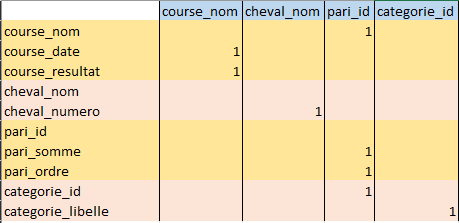 course_nom cheval_nom pari_id categorie_id
course_nom 1
course_date 1
course_resultat 1
cheval_nom
cheval_numero 1
pari_id
pari_somme 1
pari_ordre 1
categorie_id 1
categorie_libelle 1